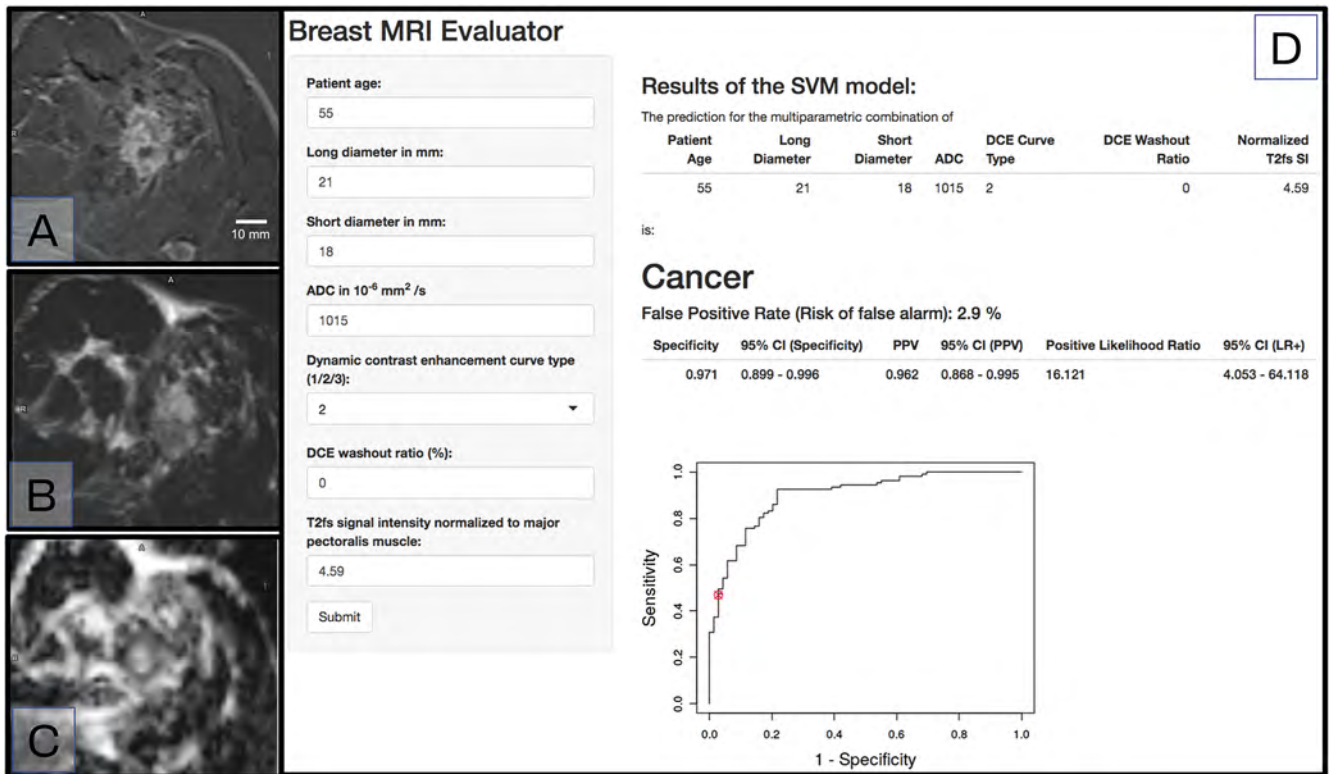 A
10 mm
A
B
C
D
Breast MRI Evaluator
Patient age:
55
Long diameter in mm:
21
Short diameter in mm:
18
ADC in 10⁻⁶ mm² /s
1015
Dynamic contrast enhancement curve type
(1/2/3):
2
DCE washout ratio (%):
0
T2fs signal intensity normalized to major
pectoralis muscle:
4.59
Submit
Results of the SVM model:
The prediction for the multiparametric combination of
Patient Age Long Diameter Short Diameter ADC DCE Curve Type DCE Washout Ratio Normalized T2fs SI
55 21 18 1015 2 0 4.59
is:
Cancer
False Positive Rate (Risk of false alarm): 2.9 %
Specificity 95% CI (Specificity) PPV 95% CI (PPV) Positive Likelihood Ratio 95% CI (LR+)
0.971 0.899 - 0.996 0.962 0.868 - 0.995 16.121 4.053 - 64.118
Sensitivity
1.0
0.8
0.6
0.4
0.2
0.0
0.0 0.2 0.4 0.6 0.8 1.0
1 - Specificity